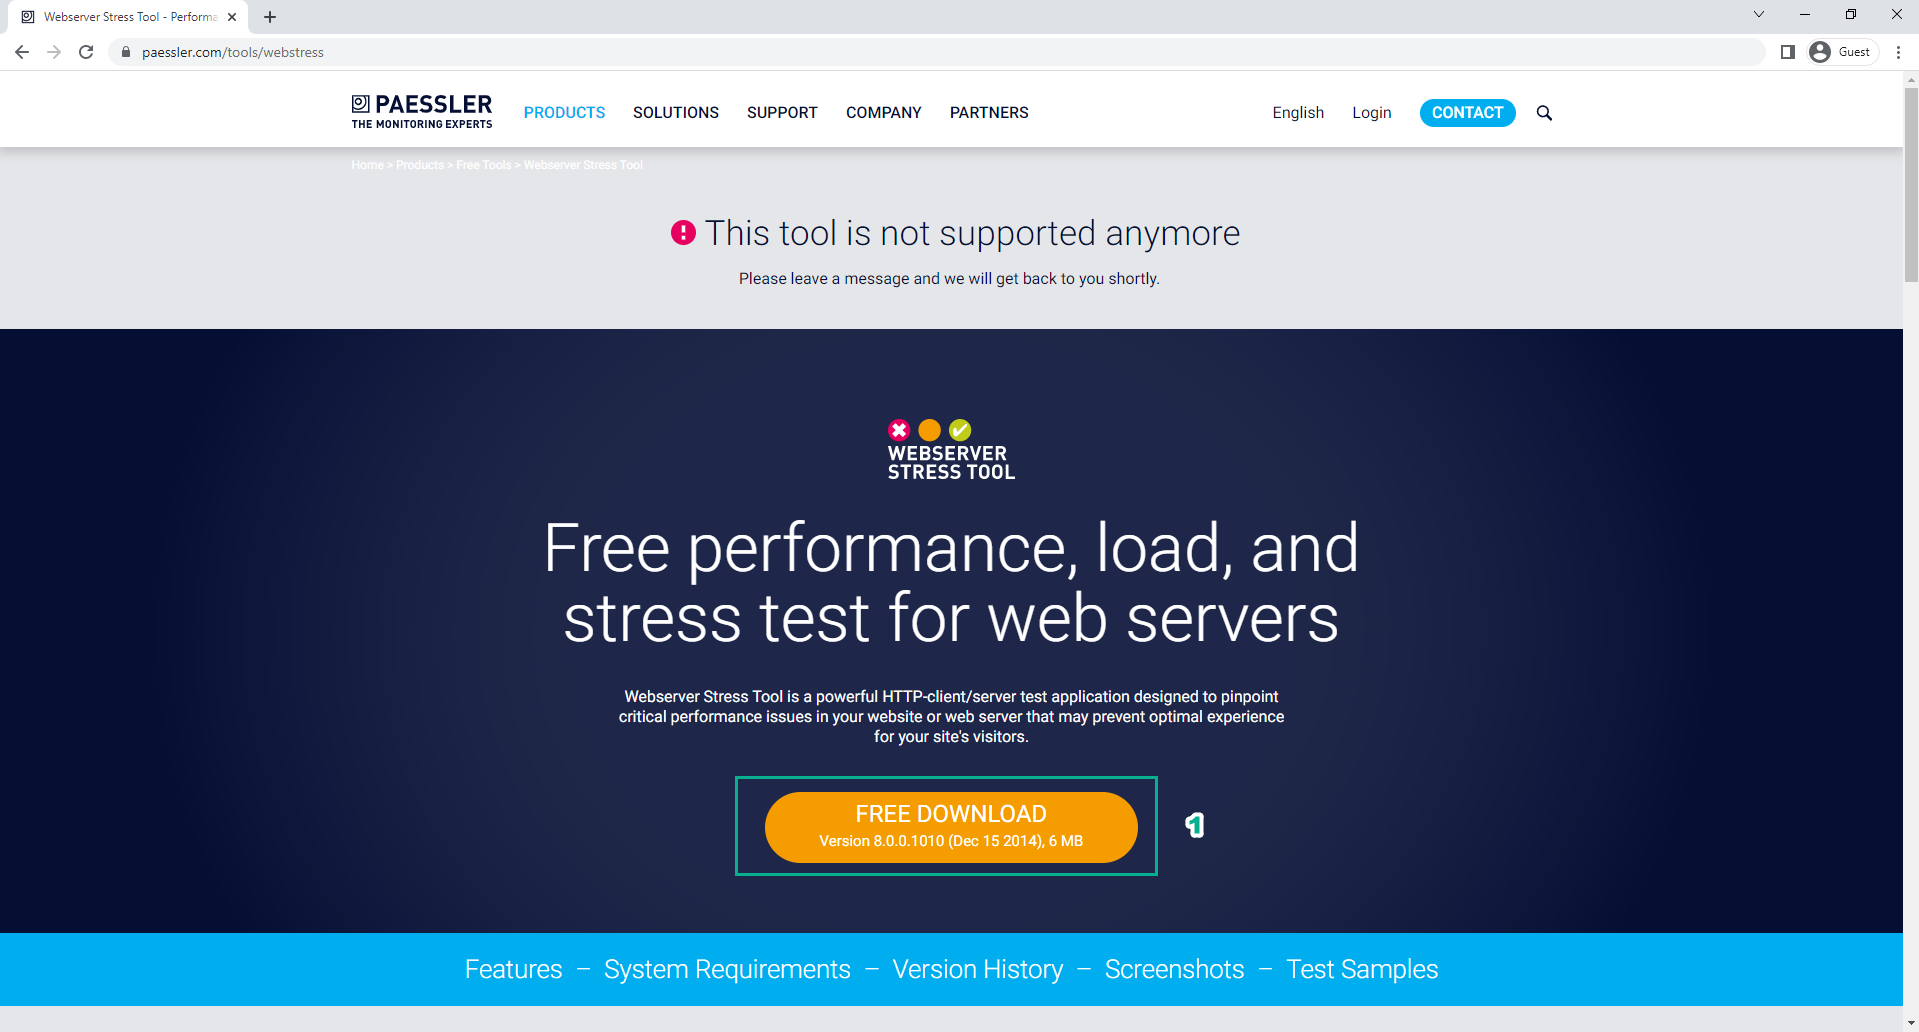 Webserver Stress Tool - Performa
paessler.com/tools/webstress
Guest
PAESSLER
THE MONITORING EXPERTS
PRODUCTS
SOLUTIONS
SUPPORT
COMPANY
PARTNERS
English
Login
CONTACT
Home > Products > Free Tools > Webserver Stress Tool
This tool is not supported anymore
Please leave a message and we will get back to you shortly.
WEBSERVER
STRESS TOOL
Free performance, load, and
stress test for web servers
Webserver Stress Tool is a powerful HTTP-client/server test application designed to pinpoint
critical performance issues in your website or web server that may prevent optimal experience
for your site's visitors.
FREE DOWNLOAD
Version 8.0.0.1010 (Dec 15 2014), 6 MB
1
Features – System Requirements – Version History – Screenshots – Test Samples